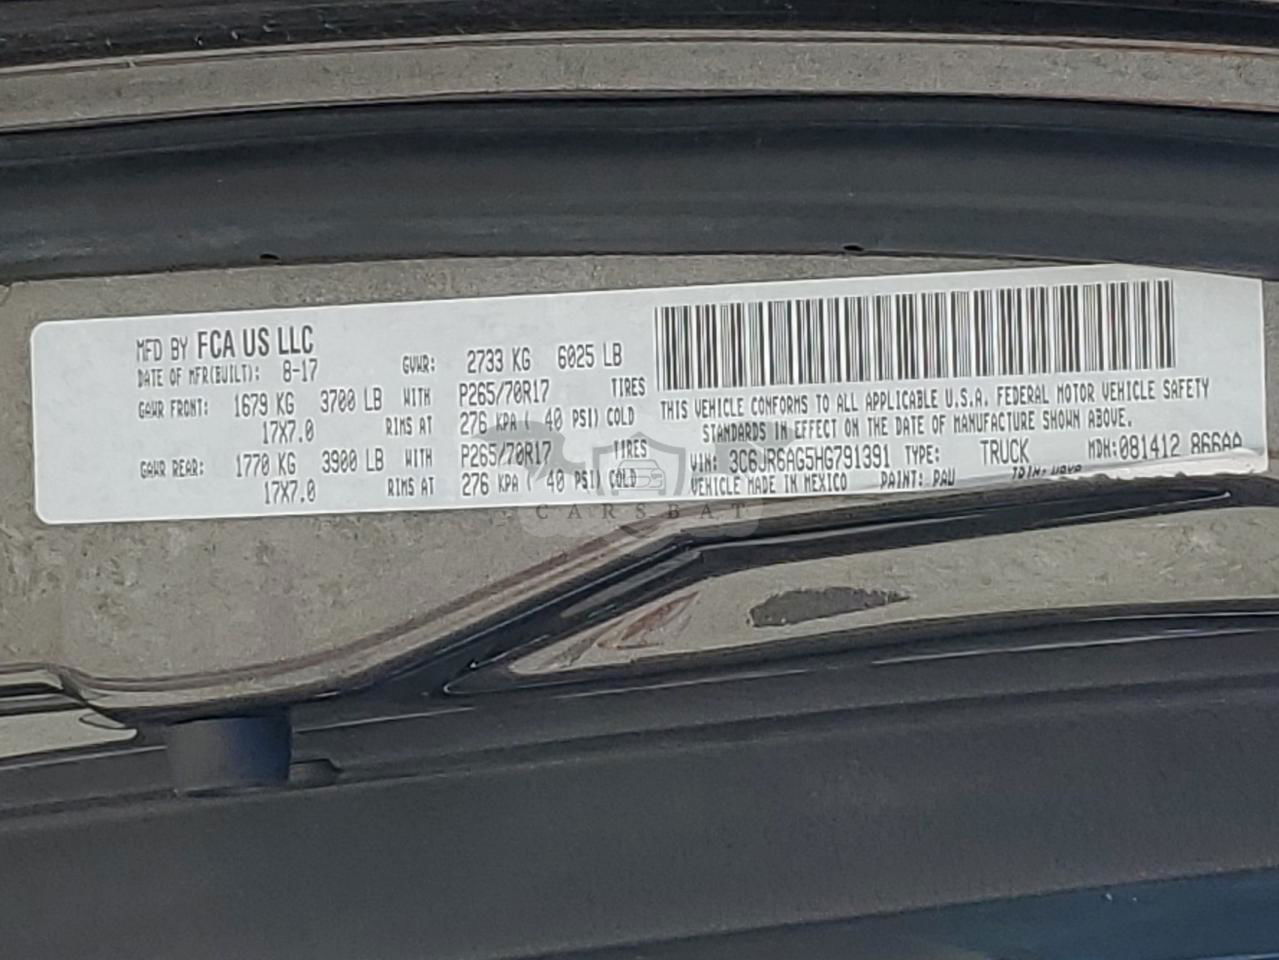 MFD BY FCA US LLC
DATE OF MFR(BUILT): 8-17 GVWR: 2733 KG 6025 LB
GAWR FRONT: 1679 KG 3700 LB WITH P265/70R17 TIRES
17X7.0 RIMS AT 276 KPA ( 40 PSI) COLD
GAWR REAR: 1770 KG 3900 LB WITH P265/70R17 TIRES
17X7.0 RIMS AT 276 KPA ( 40 PSI) COLD
THIS VEHICLE CONFORMS TO ALL APPLICABLE U.S.A. FEDERAL MOTOR VEHICLE SAFETY
STANDARDS IN EFFECT ON THE DATE OF MANUFACTURE SHOWN ABOVE.
VIN: 3C6JR6AG5HG791391 TYPE: TRUCK MDH: 081412 866AA
VEHICLE MADE IN MEXICO PAINT: PAU TRIM:
CARSBAT